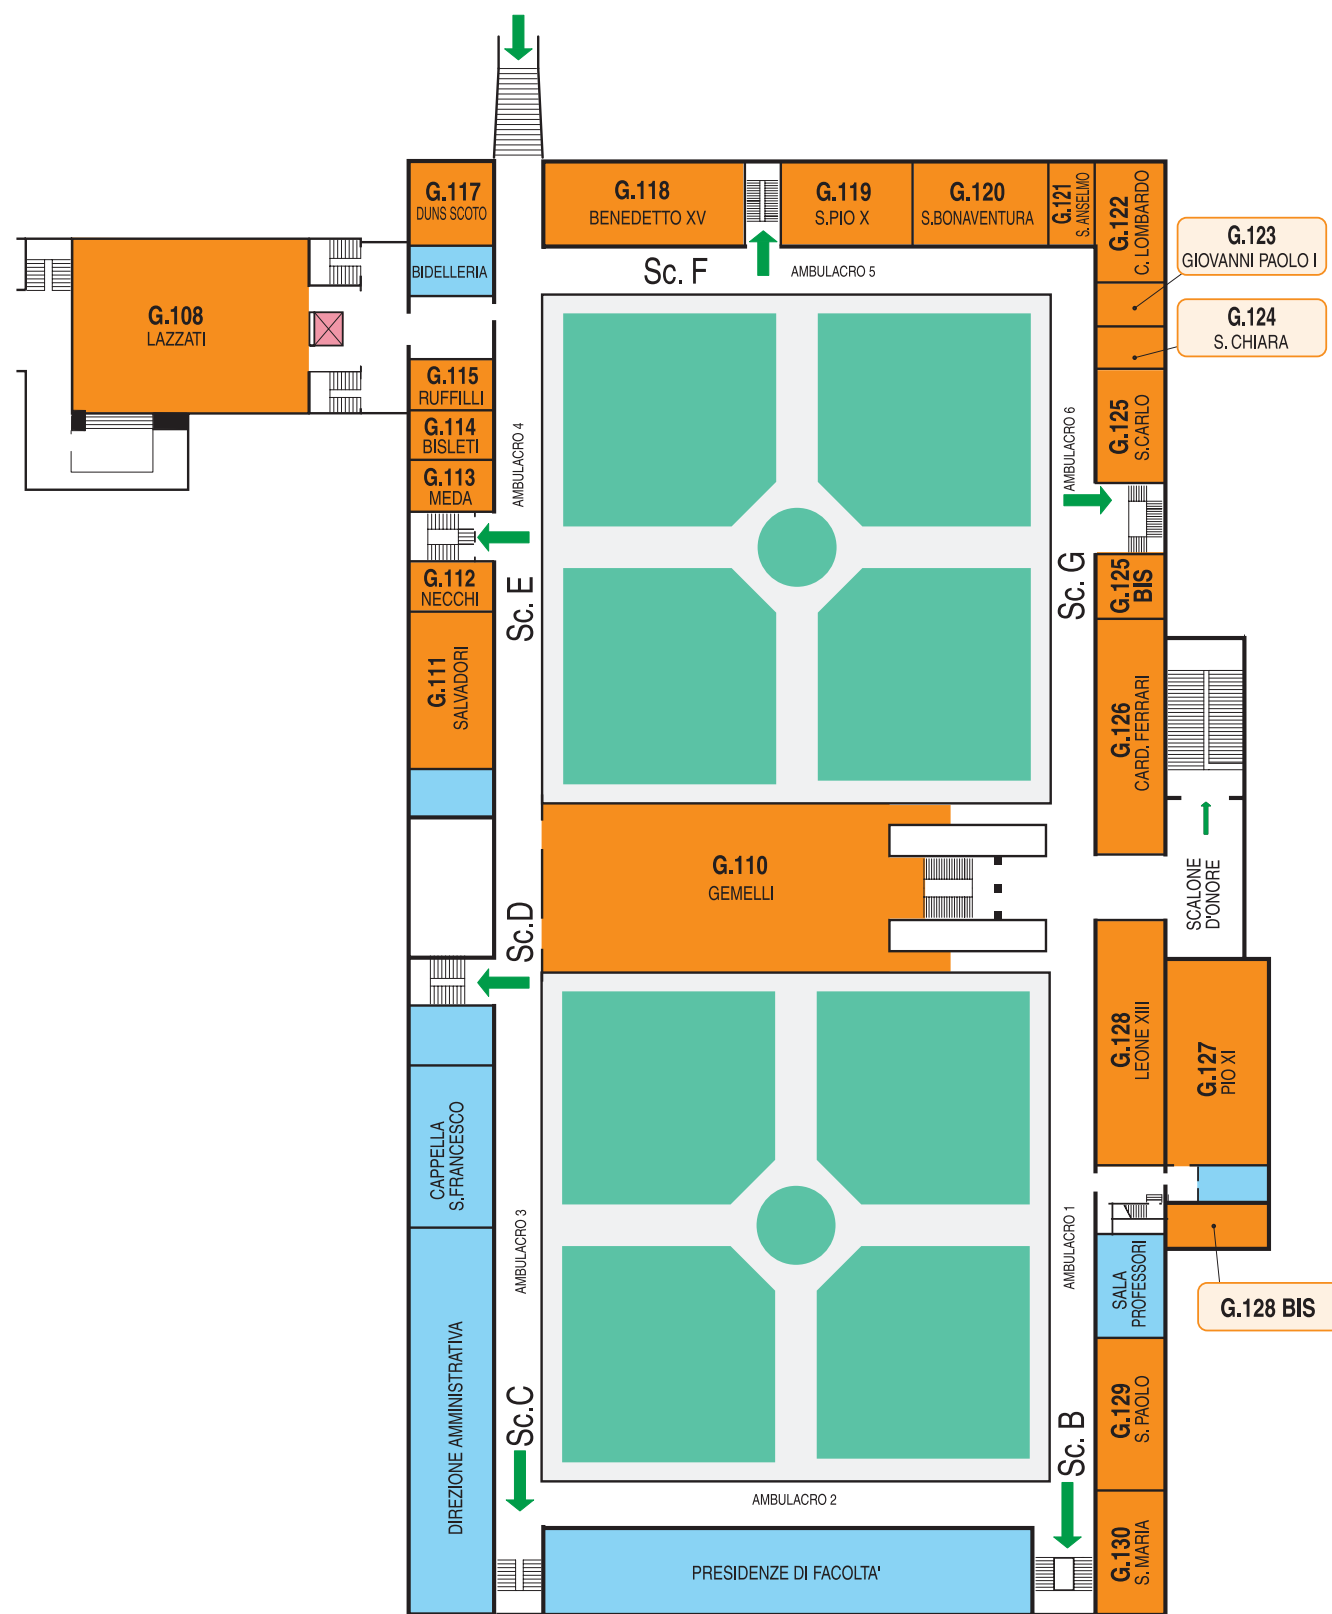 G.117
DUNS SCOTO
G.118
BENEDETTO XV
G.119
S.PIO X
G.120
S.BONAVENTURA
G.121
S. ANSELMO
G.122
C. LOMBARDO
G.123
GIOVANNI PAOLO I
G.124
S. CHIARA
BIDELLERIA
Sc. F
AMBULACRO 5
G.108
LAZZATI
G.115
RUFFILLI
G.114
BISLETI
G.113
MEDA
AMBULACRO 4
AMBULACRO 6
G.125
S.CARLO
G.112
NECCHI
Sc. E
Sc. G
G.125
BIS
G.111
SALVADORI
G.126
CARD. FERRARI
G.110
GEMELLI
SCALONE
D'ONORE
Sc.D
G.128
LEONE XIII
G.127
PIO XI
CAPPELLA
S.FRANCESCO
AMBULACRO 3
AMBULACRO 1
SALA
PROFESSORI
G.128 BIS
DIREZIONE AMMINISTRATIVA
Sc.C
Sc. B
G.129
S. PAOLO
AMBULACRO 2
G.130
S. MARIA
PRESIDENZE DI FACOLTA'